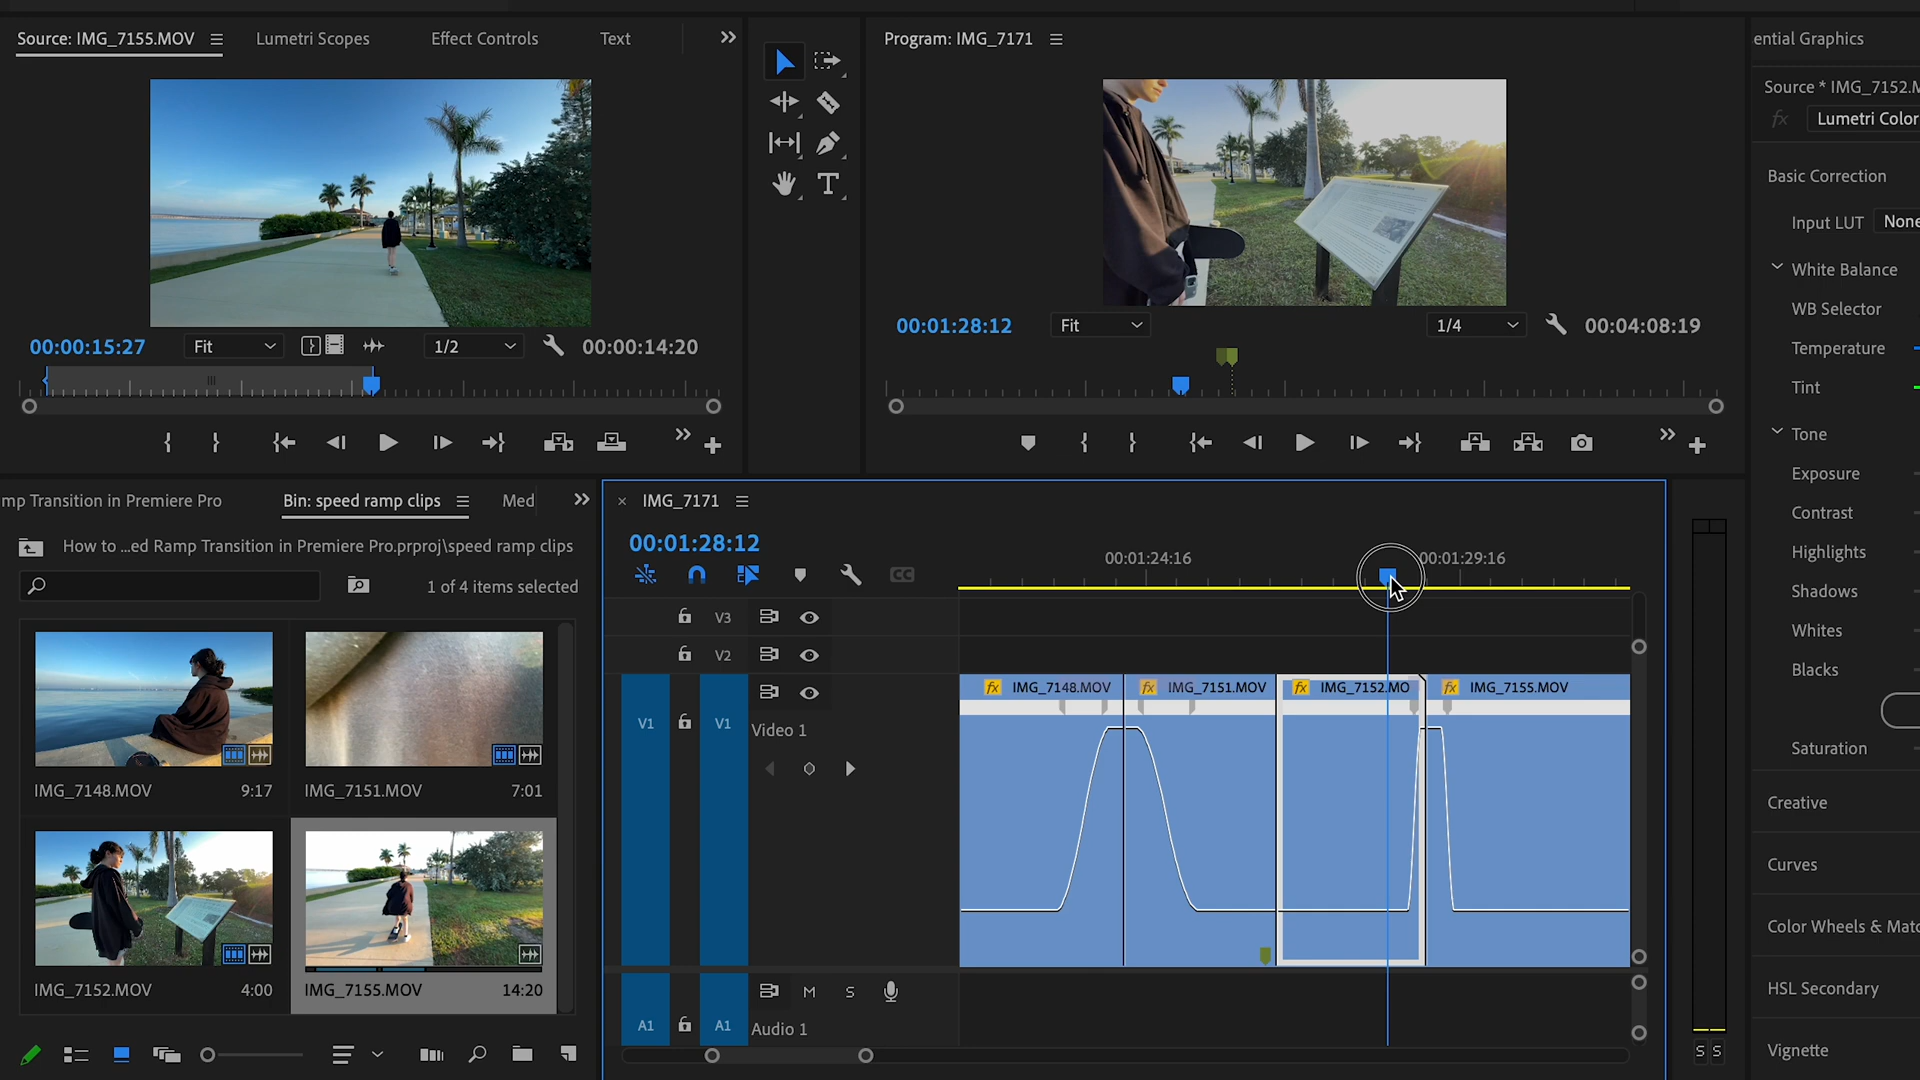 Source: IMG_7155.MOV
Lumetri Scopes
Effect Controls
Text
Program: IMG_7171
ential Graphics
Source * IMG_7152.M
fx
Lumetri Color
Basic Correction
Input LUT
None
White Balance
WB Selector
Temperature
Tint
Tone
Exposure
Contrast
Highlights
Shadows
Whites
Blacks
Saturation
Creative
Curves
Color Wheels & Matc
HSL Secondary
Vignette
00:00:15:27
Fit
1/2
00:00:14:20
00:01:28:12
Fit
1/4
00:04:08:19
mp Transition in Premiere Pro
Bin: speed ramp clips
Med
How to ...ed Ramp Transition in Premiere Pro.prproj\speed ramp clips
1 of 4 items selected
IMG_7148.MOV
9:17
IMG_7151.MOV
7:01
IMG_7152.MOV
4:00
IMG_7155.MOV
14:20
IMG_7171
00:01:28:12
CC
00:01:24:16
00:01:29:16
V3
V2
V1
V1
Video 1
fx IMG_7148.MOV
fx IMG_7151.MOV
fx IMG_7152.MO
fx IMG_7155.MOV
A1
A1
M
S
Audio 1
S S